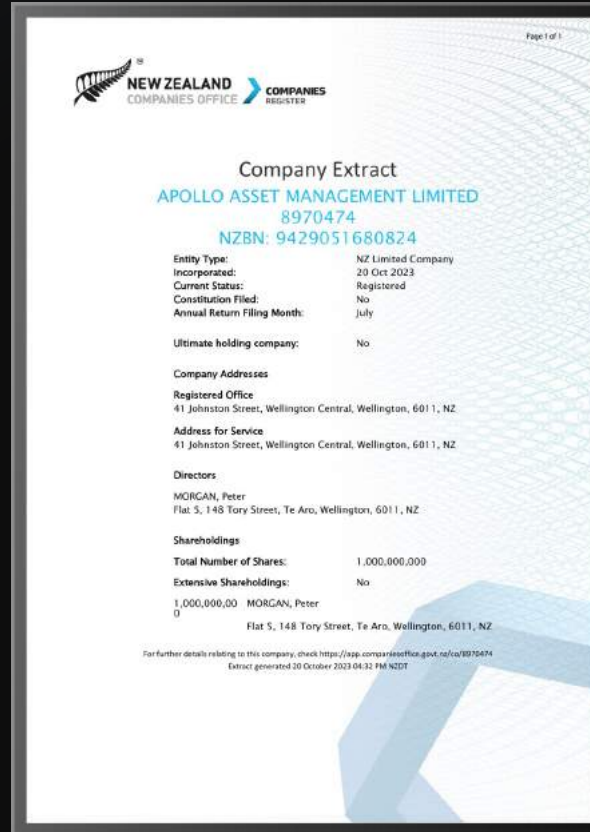 Page 1 of 1
NEW ZEALAND
COMPANIES OFFICE
COMPANIES
REGISTER
Company Extract
APOLLO ASSET MANAGEMENT LIMITED
8970474
NZBN: 9429051680824
Entity Type: NZ Limited Company
Incorporated: 20 Oct 2023
Current Status: Registered
Constitution Filed: No
Annual Return Filing Month: July
Ultimate holding company: No
Company Addresses
Registered Office
41 Johnston Street, Wellington Central, Wellington, 6011, NZ
Address for Service
41 Johnston Street, Wellington Central, Wellington, 6011, NZ
Directors
MORGAN, Peter
Flat 5, 148 Tory Street, Te Aro, Wellington, 6011, NZ
Shareholdings
Total Number of Shares: 1,000,000,000
Extensive Shareholdings: No
1,000,000,00 MORGAN, Peter
0
Flat 5, 148 Tory Street, Te Aro, Wellington, 6011, NZ
For further details relating to this company, check https://app.companiesoffice.govt.nz/co/8970474
Extract generated 20 October 2023 04:32 PM NZDT